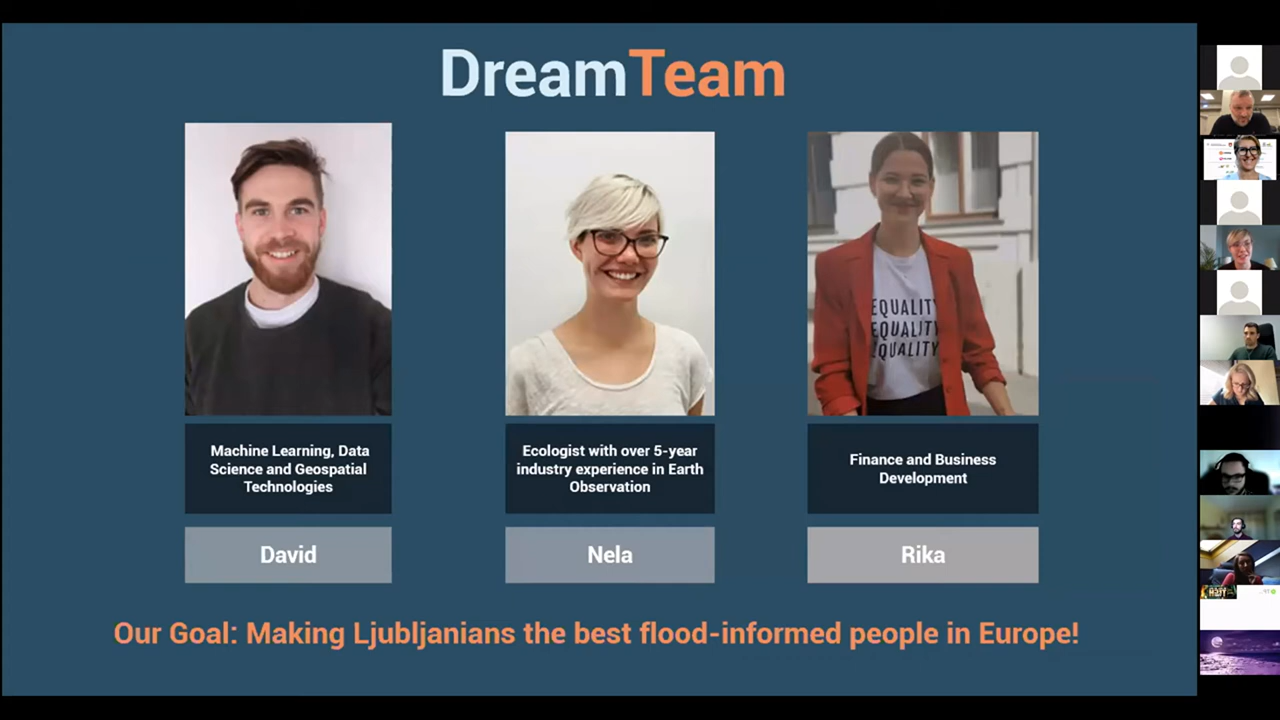 DreamTeam
EQUALITY
EQUALITY
EQUALITY
Machine Learning, Data
Science and Geospatial
Technologies
Ecologist with over 5-year
industry experience in Earth
Observation
Finance and Business
Development
David
Nela
Rika
Our Goal: Making Ljubljanians the best flood-informed people in Europe!